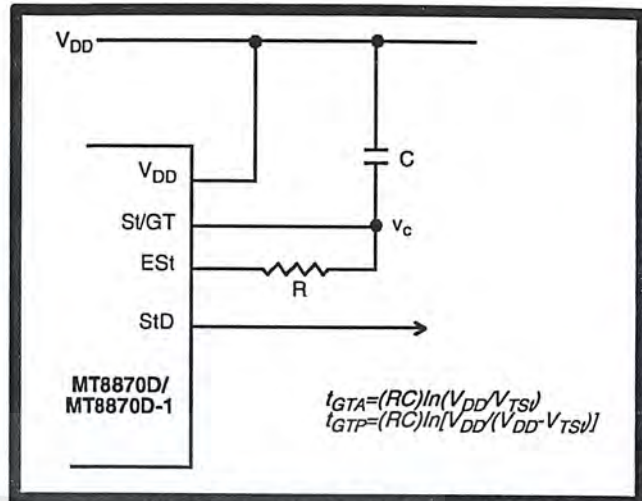 VDD
VDD
C
St/GT
vc
ESt
R
StD
MT8870D/
MT8870D-1
tGTA=(RC)ln(VDD/VTSt)
tGTP=(RC)ln[VDD/(VDD-VTSt)]